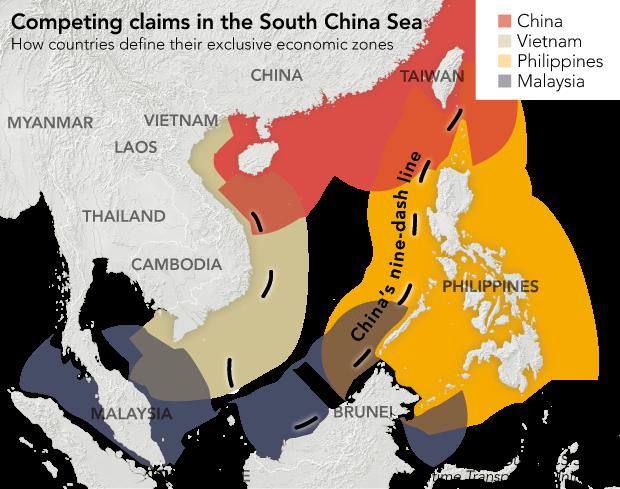 Competing claims in the South China Sea
How countries define their exclusive economic zones
China
Vietnam
Philippines
Malaysia
CHINA
TAIWAN
MYANMAR
VIETNAM
LAOS
THAILAND
CAMBODIA
China's nine-dash line
PHILIPPINES
MALAYSIA
BRUNEI